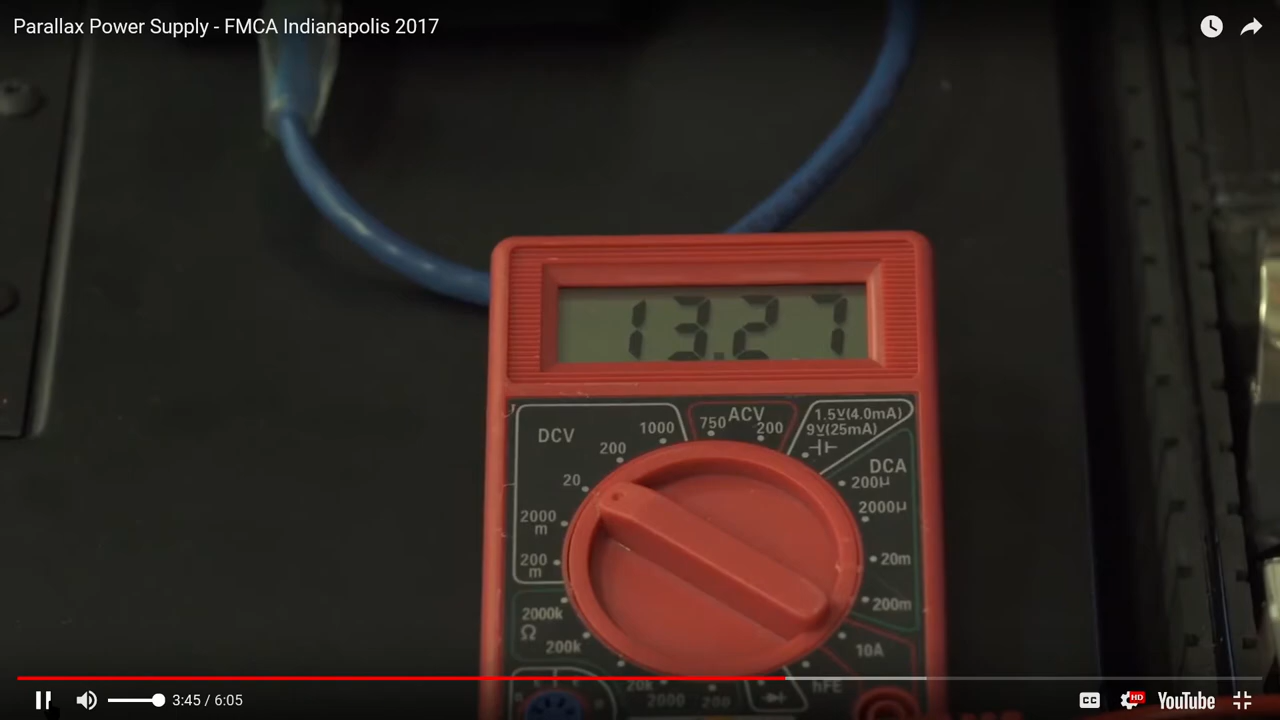 Parallax Power Supply - FMCA Indianapolis 2017
13.27
DCV
1000
200
20
2000
m
200
m
750 ACV 200
1.5V(4.0mA)
9V(25mA)
DCA
200µ
2000µ
20m
200m
10A
hFE
2000k
Ω
200k
20k
2000
200
3:45 / 6:05
CC
HD
YouTube